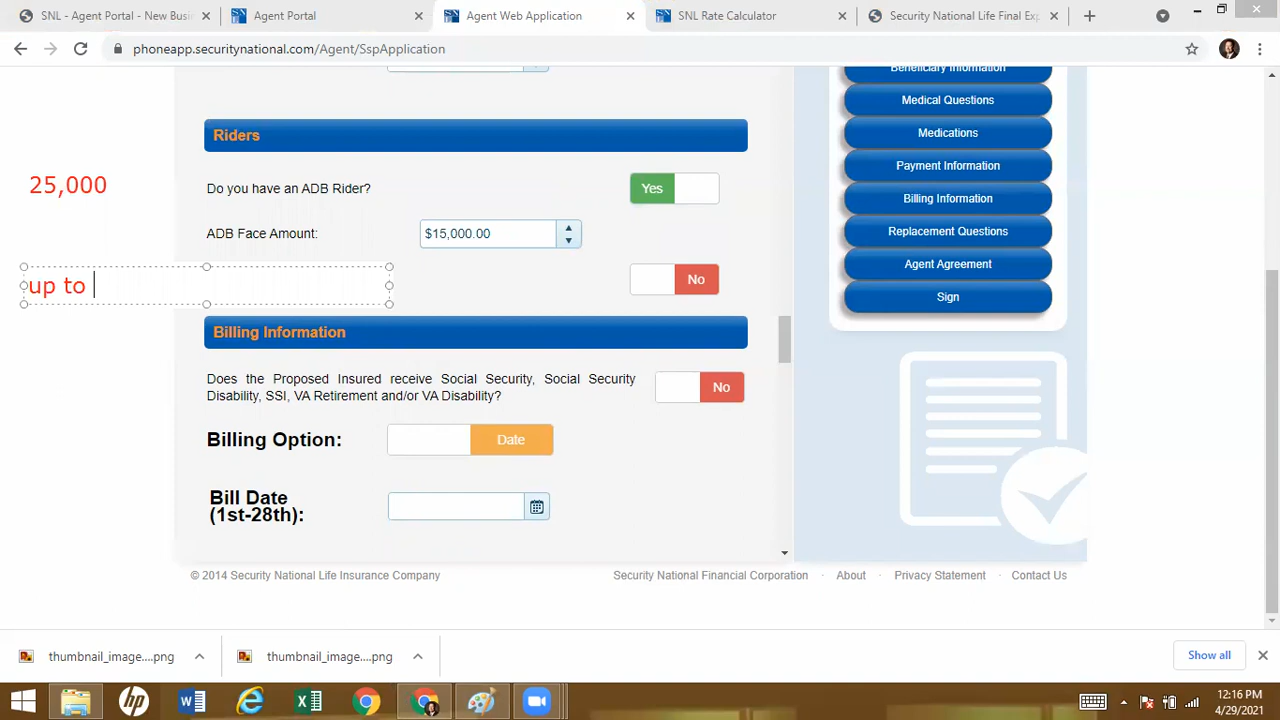 SNL - Agent Portal - New Busi
Agent Portal
Agent Web Application
SNL Rate Calculator
Security National Life Final Exp
phoneapp.securitynational.com/Agent/SspApplication
Beneficiary Information
Medical Questions
Medications
Payment Information
Billing Information
Replacement Questions
Agent Agreement
Sign
Riders
25,000
Do you have an ADB Rider?
Yes
ADB Face Amount:
$15,000.00
up to
No
Billing Information
Does the Proposed Insured receive Social Security, Social Security
Disability, SSI, VA Retirement and/or VA Disability?
No
Billing Option:
Date
Bill Date
(1st-28th):
© 2014 Security National Life Insurance Company
Security National Financial Corporation · About · Privacy Statement · Contact Us
thumbnail_image....png
thumbnail_image....png
Show all
12:16 PM
4/29/2021